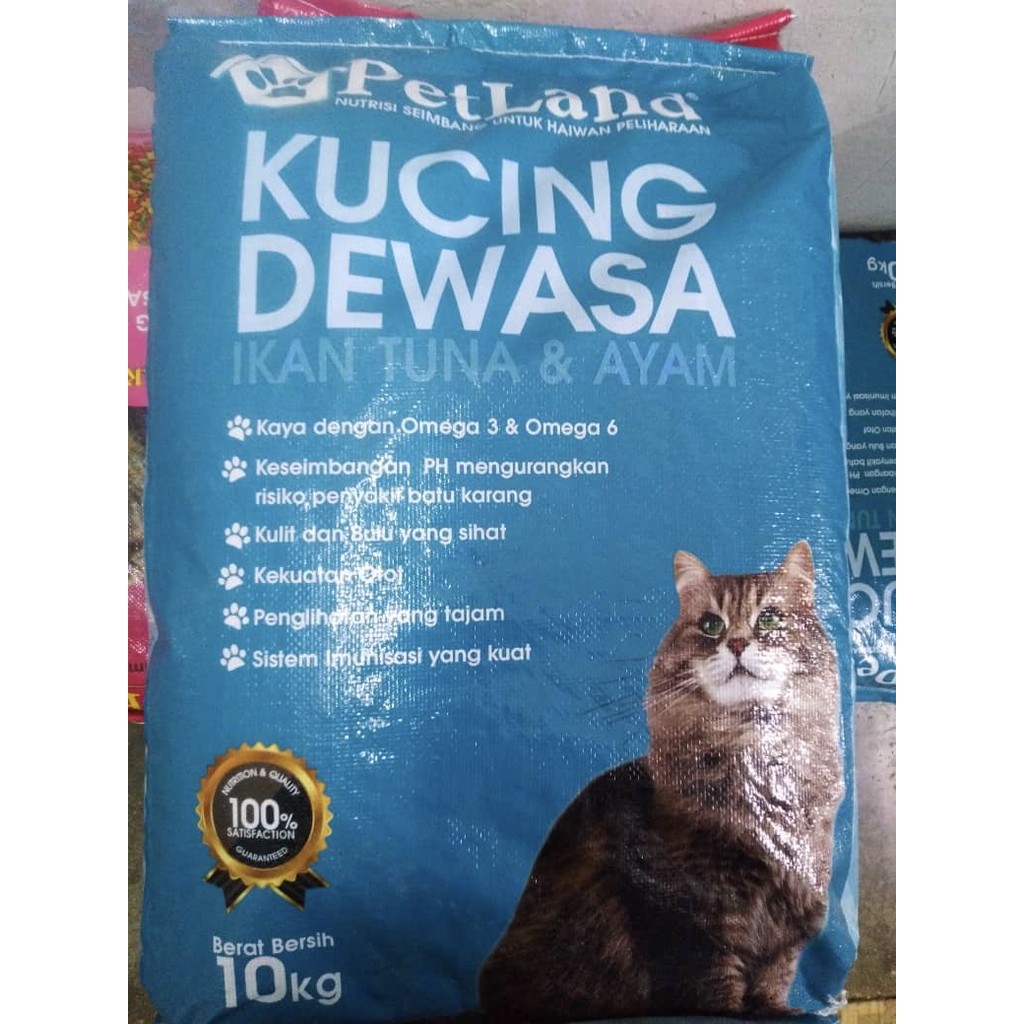 PetLand®
NUTRISI SEIMBANG UNTUK HAIWAN PELIHARAAN
KUCING
DEWASA
IKAN TUNA & AYAM
Kaya dengan Omega 3 & Omega 6
Keseimbangan PH mengurangkan
risiko penyakit batu karang
Kulit dan Bulu yang sihat
Kekuatan Otot
Penglihatan yang tajam
Sistem Imunisasi yang kuat
NUTRITION & QUALITY
100%
SATISFACTION
GUARANTEED
Berat Bersih
10kg